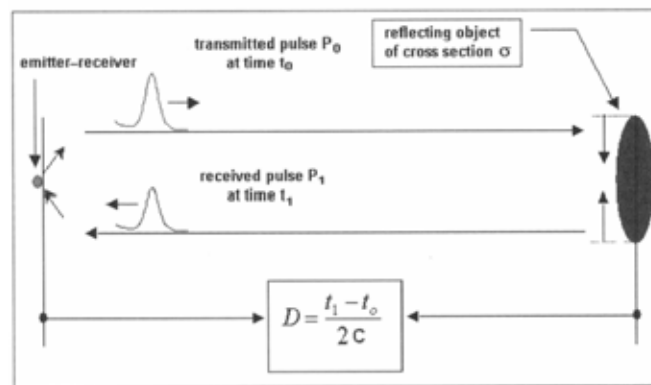 transmitted pulse P₀
at time tₒ
reflecting object
of cross section σ
emitter–receiver
received pulse P₁
at time t₁
D = (t₁ − tₒ) / 2c